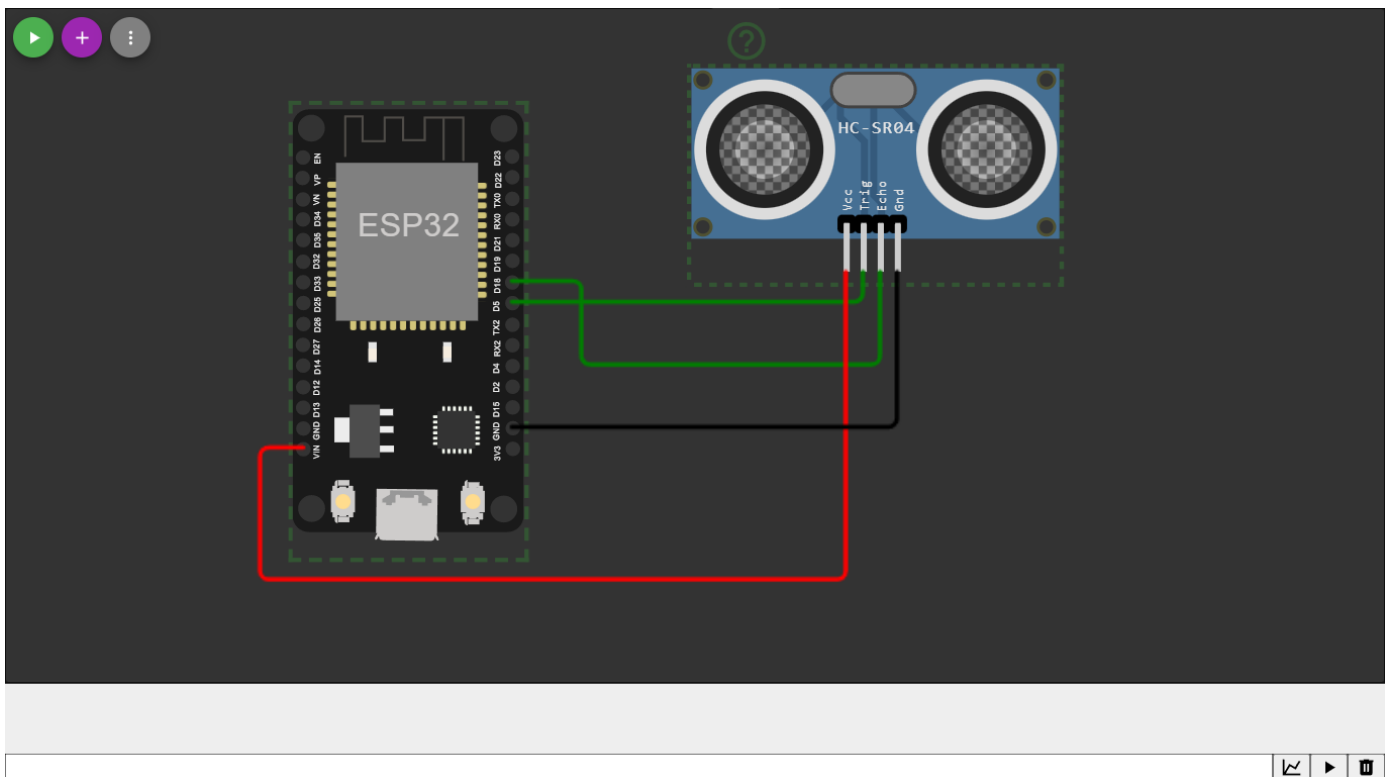 ?
HC-SR04
Vcc
Trig
Echo
Gnd
ESP32
EN
VP
VN
D34
D35
D32
D33
D25
D26
D27
D14
D12
D13
GND
VIN
D23
D22
TX0
RX0
D21
D19
D18
D5
TX2
RX2
D4
D2
D15
GND
3V3